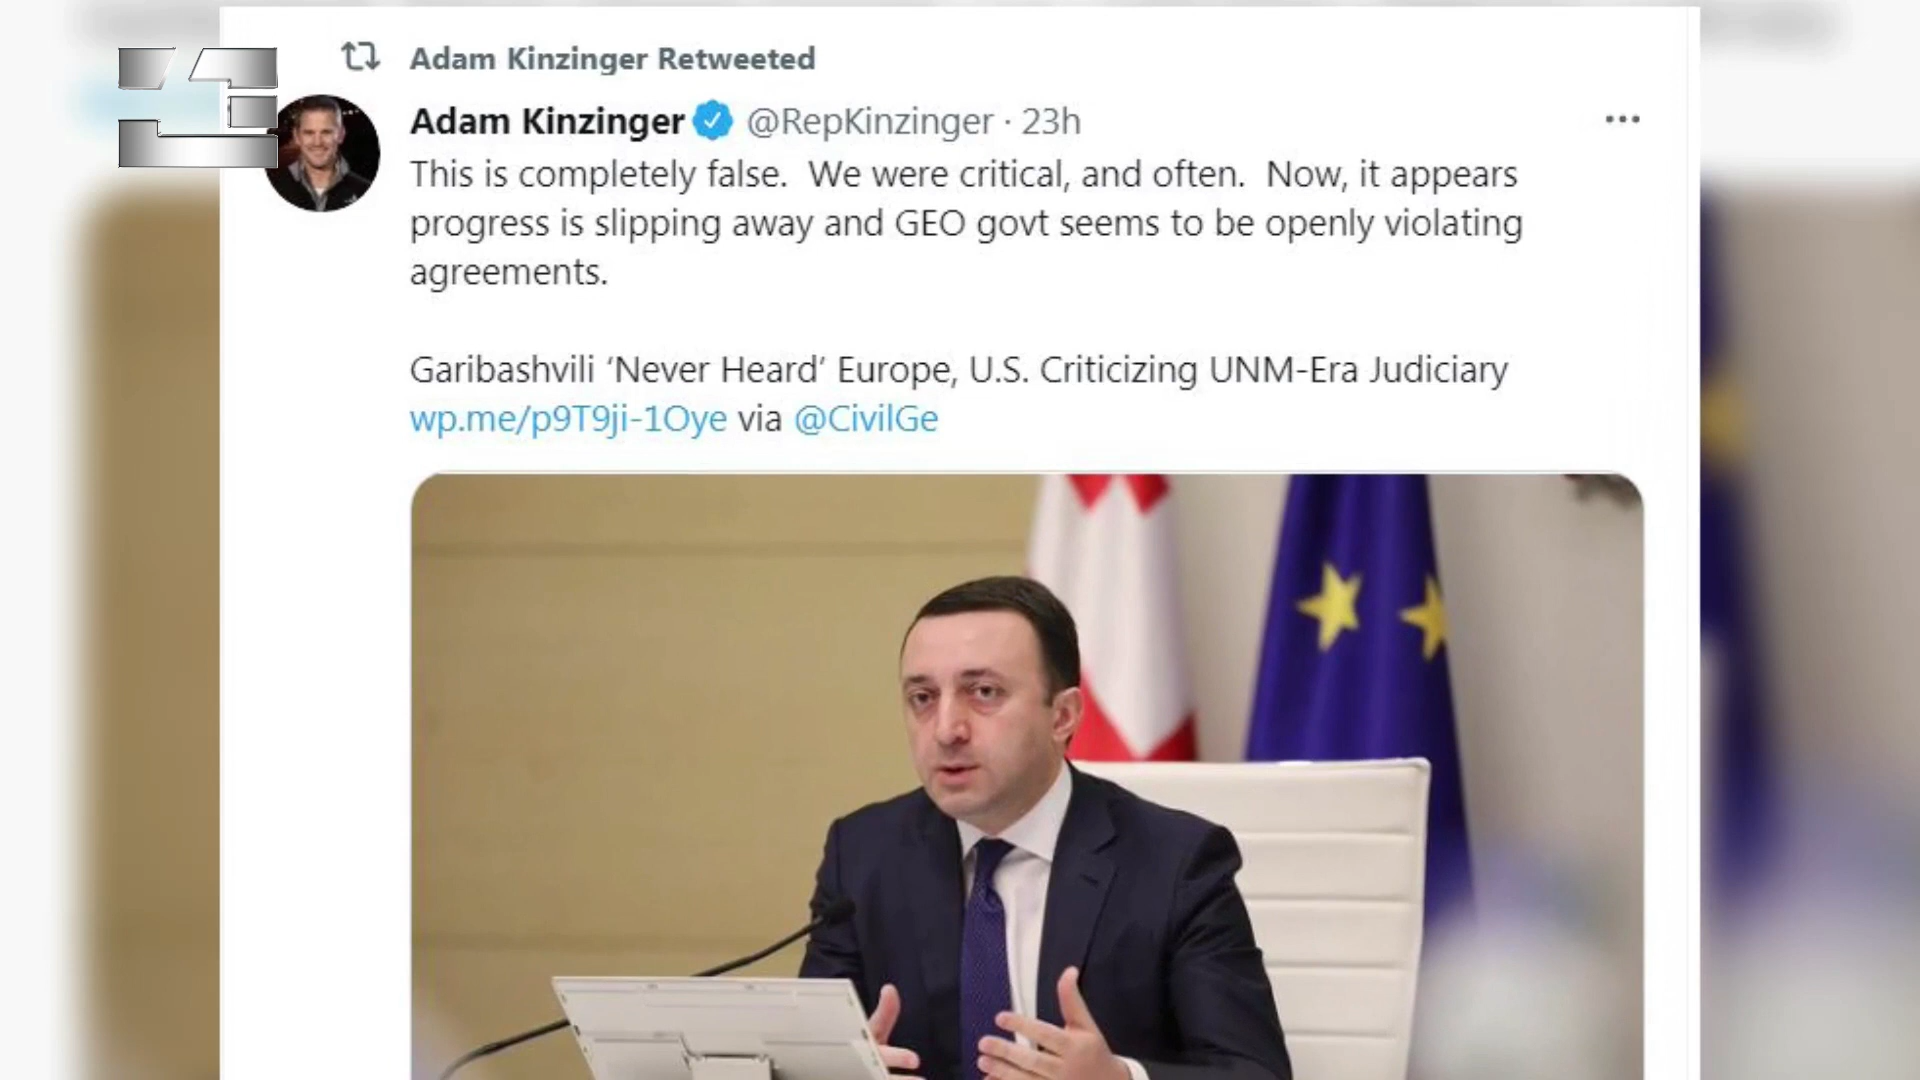 Adam Kinzinger Retweeted
Adam Kinzinger @RepKinzinger · 23h
This is completely false.  We were critical, and often.  Now, it appears
progress is slipping away and GEO govt seems to be openly violating
agreements.
Garibashvili ‘Never Heard’ Europe, U.S. Criticizing UNM-Era Judiciary
wp.me/p9T9ji-1Oye via @CivilGe